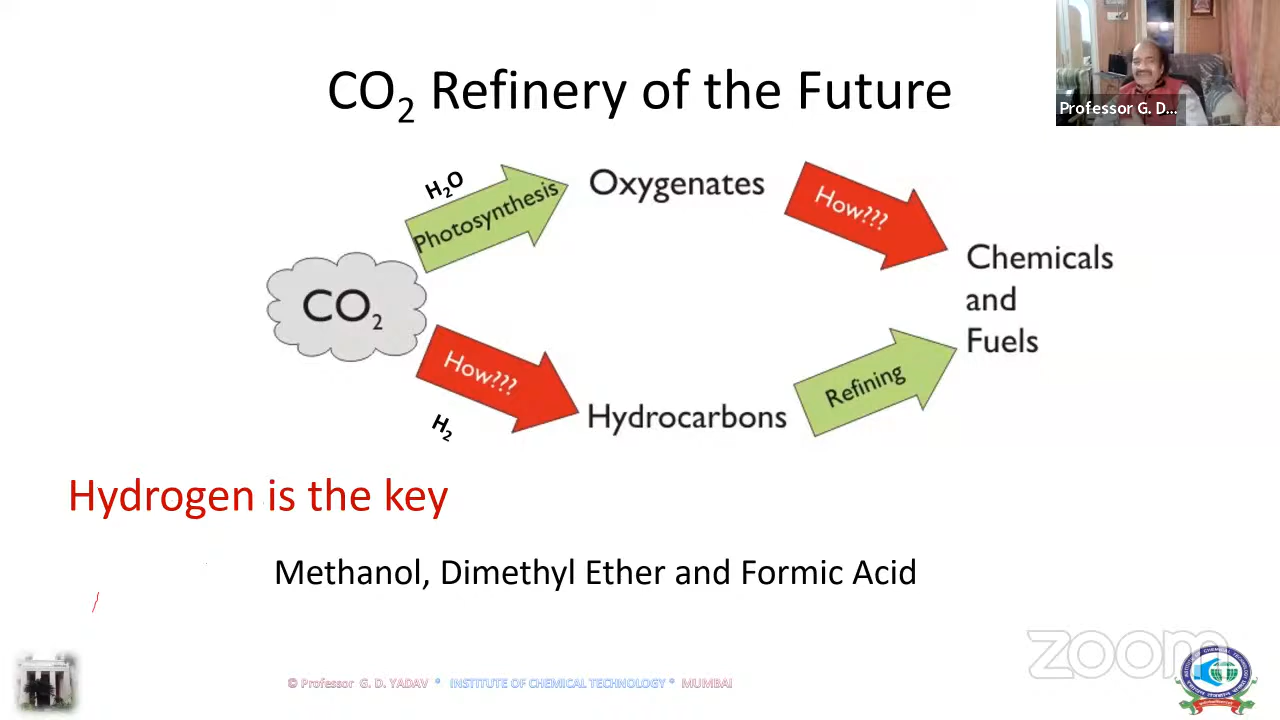 CO2 Refinery of the Future
Professor G. D...
H2O
Photosynthesis
Oxygenates
How???
CO2
Chemicals
and
Fuels
How???
H2
Hydrocarbons
Refining
Hydrogen is the key
Methanol, Dimethyl Ether and Formic Acid
zoom
© Professor G. D. YADAV * INSTITUTE OF CHEMICAL TECHNOLOGY * MUMBAI